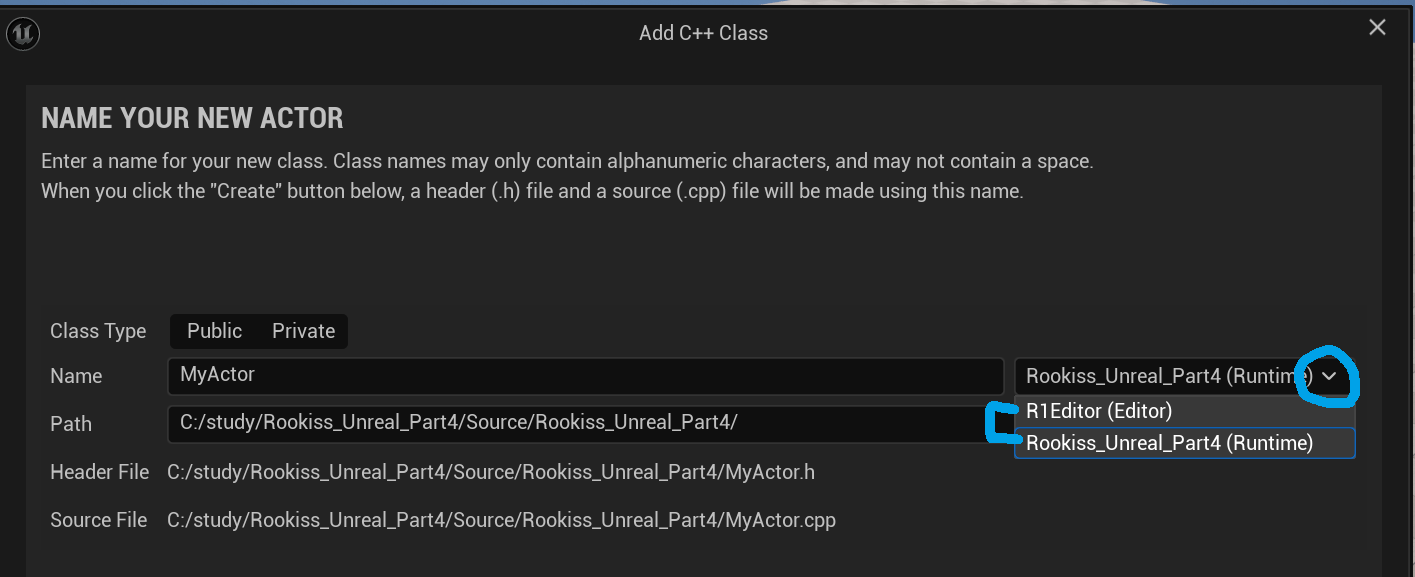 Add C++ Class
NAME YOUR NEW ACTOR
Enter a name for your new class. Class names may only contain alphanumeric characters, and may not contain a space.
When you click the "Create" button below, a header (.h) file and a source (.cpp) file will be made using this name.
Class Type Public Private
Name MyActor Rookiss_Unreal_Part4 (Runtime)
R1Editor (Editor)
Path C:/study/Rookiss_Unreal_Part4/Source/Rookiss_Unreal_Part4/
Rookiss_Unreal_Part4 (Runtime)
Header File C:/study/Rookiss_Unreal_Part4/Source/Rookiss_Unreal_Part4/MyActor.h
Source File C:/study/Rookiss_Unreal_Part4/Source/Rookiss_Unreal_Part4/MyActor.cpp